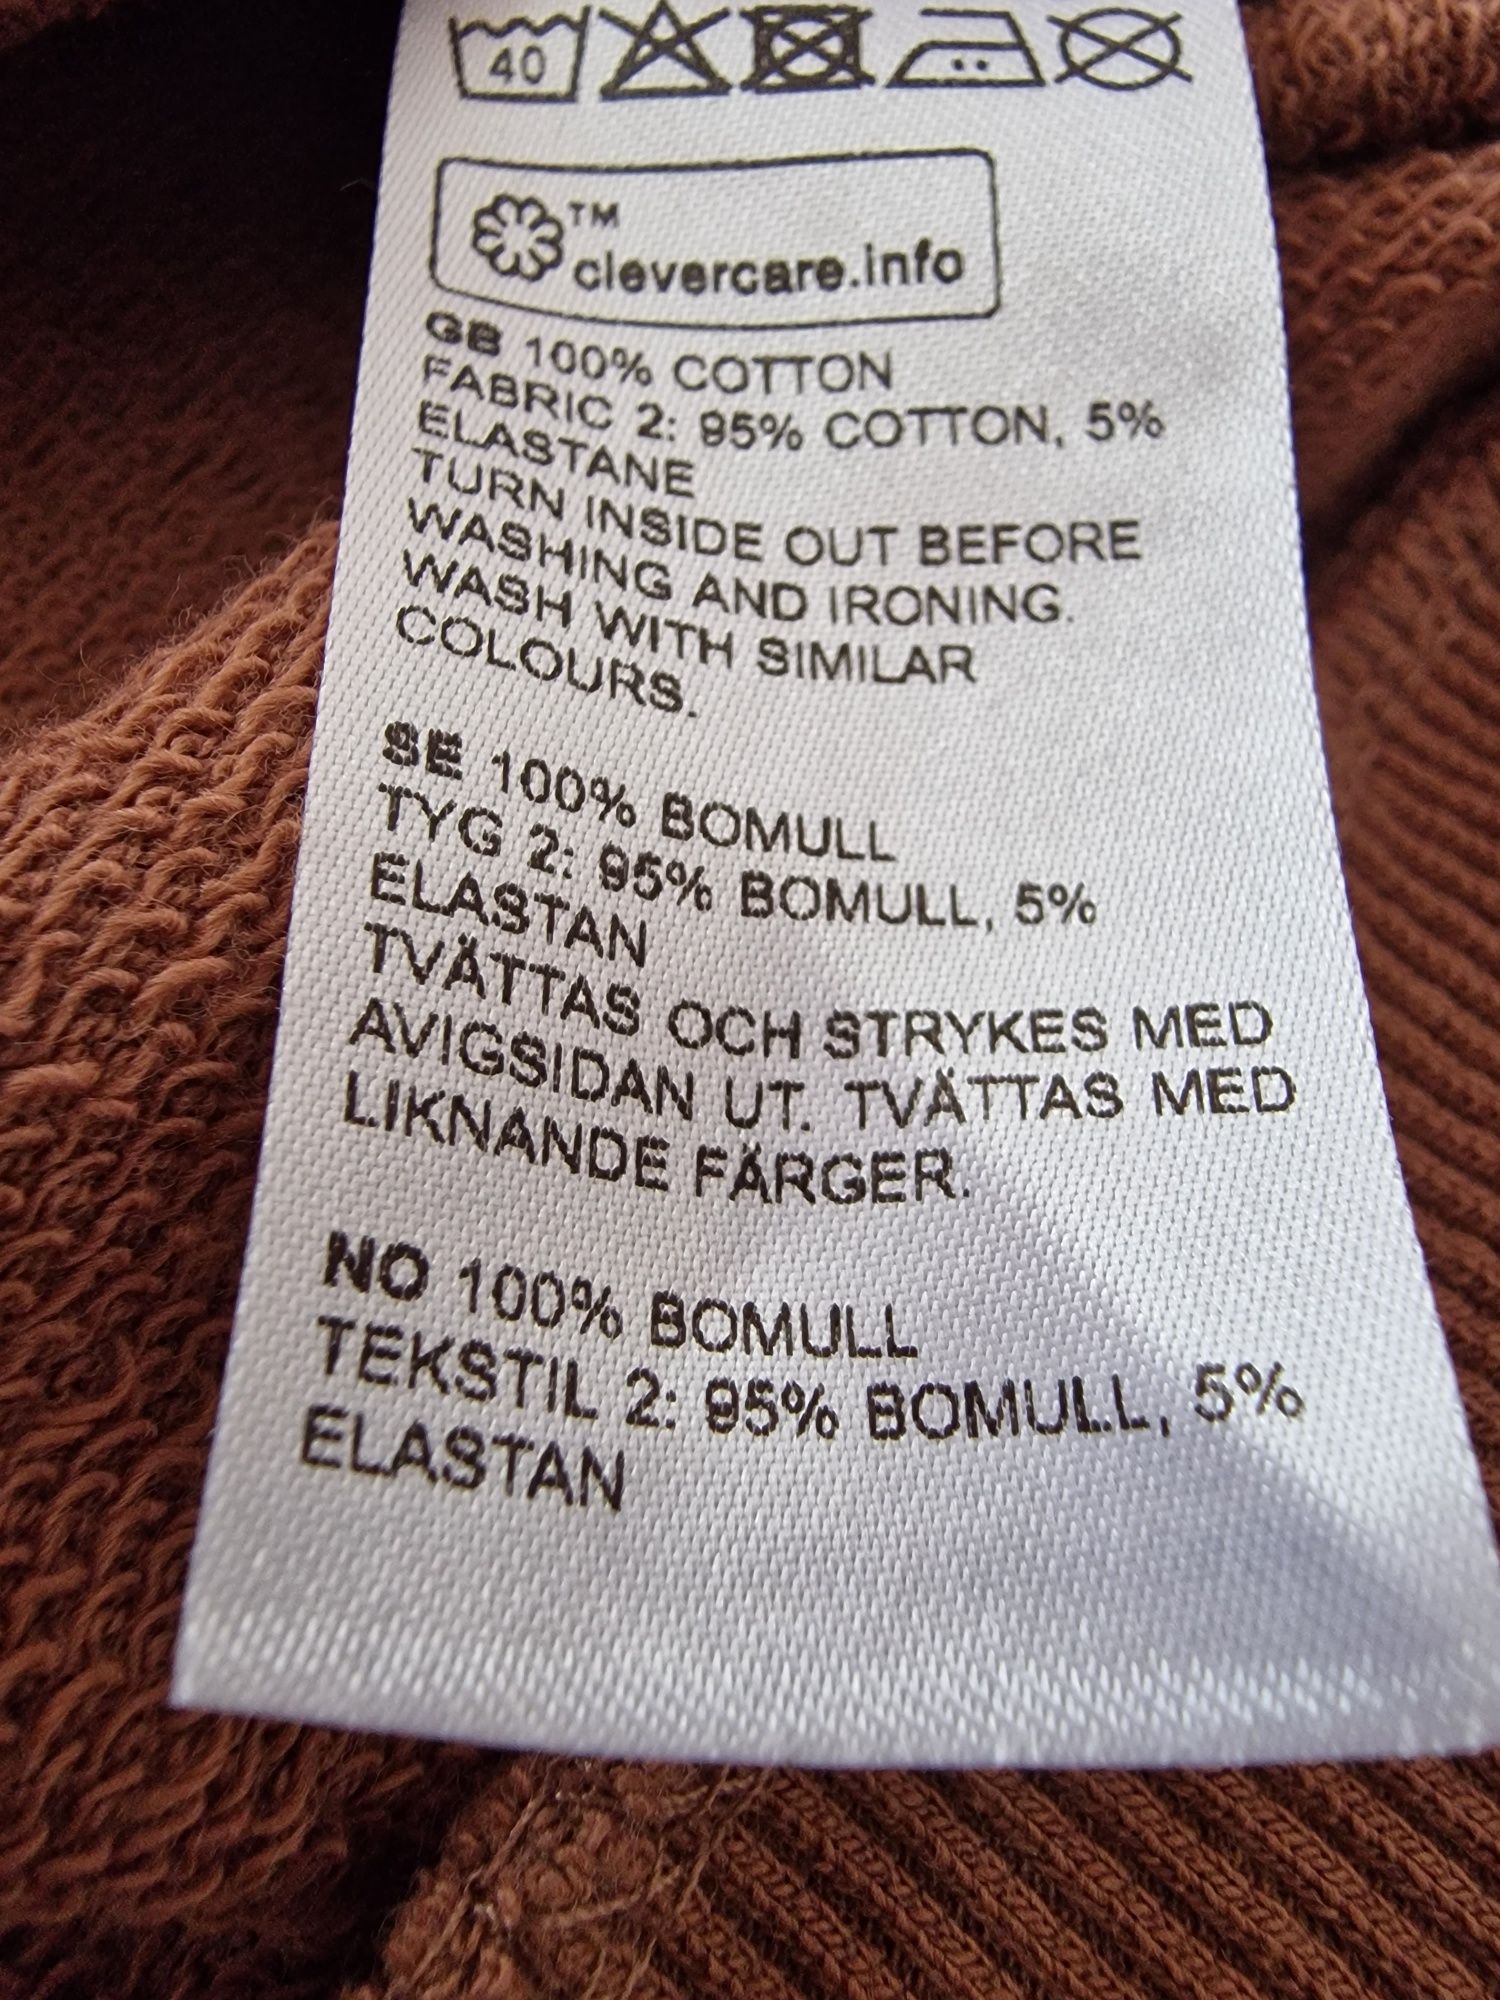 40
TM
clevercare.info
GB 100% COTTON
FABRIC 2: 95% COTTON, 5%
ELASTANE
TURN INSIDE OUT BEFORE
WASHING AND IRONING.
WASH WITH SIMILAR
COLOURS.
SE 100% BOMULL
TYG 2: 95% BOMULL, 5%
ELASTAN
TVÄTTAS OCH STRYKES MED
AVIGSIDAN UT. TVÄTTAS MED
LIKNANDE FÄRGER.
NO 100% BOMULL
TEKSTIL 2: 95% BOMULL, 5%
ELASTAN